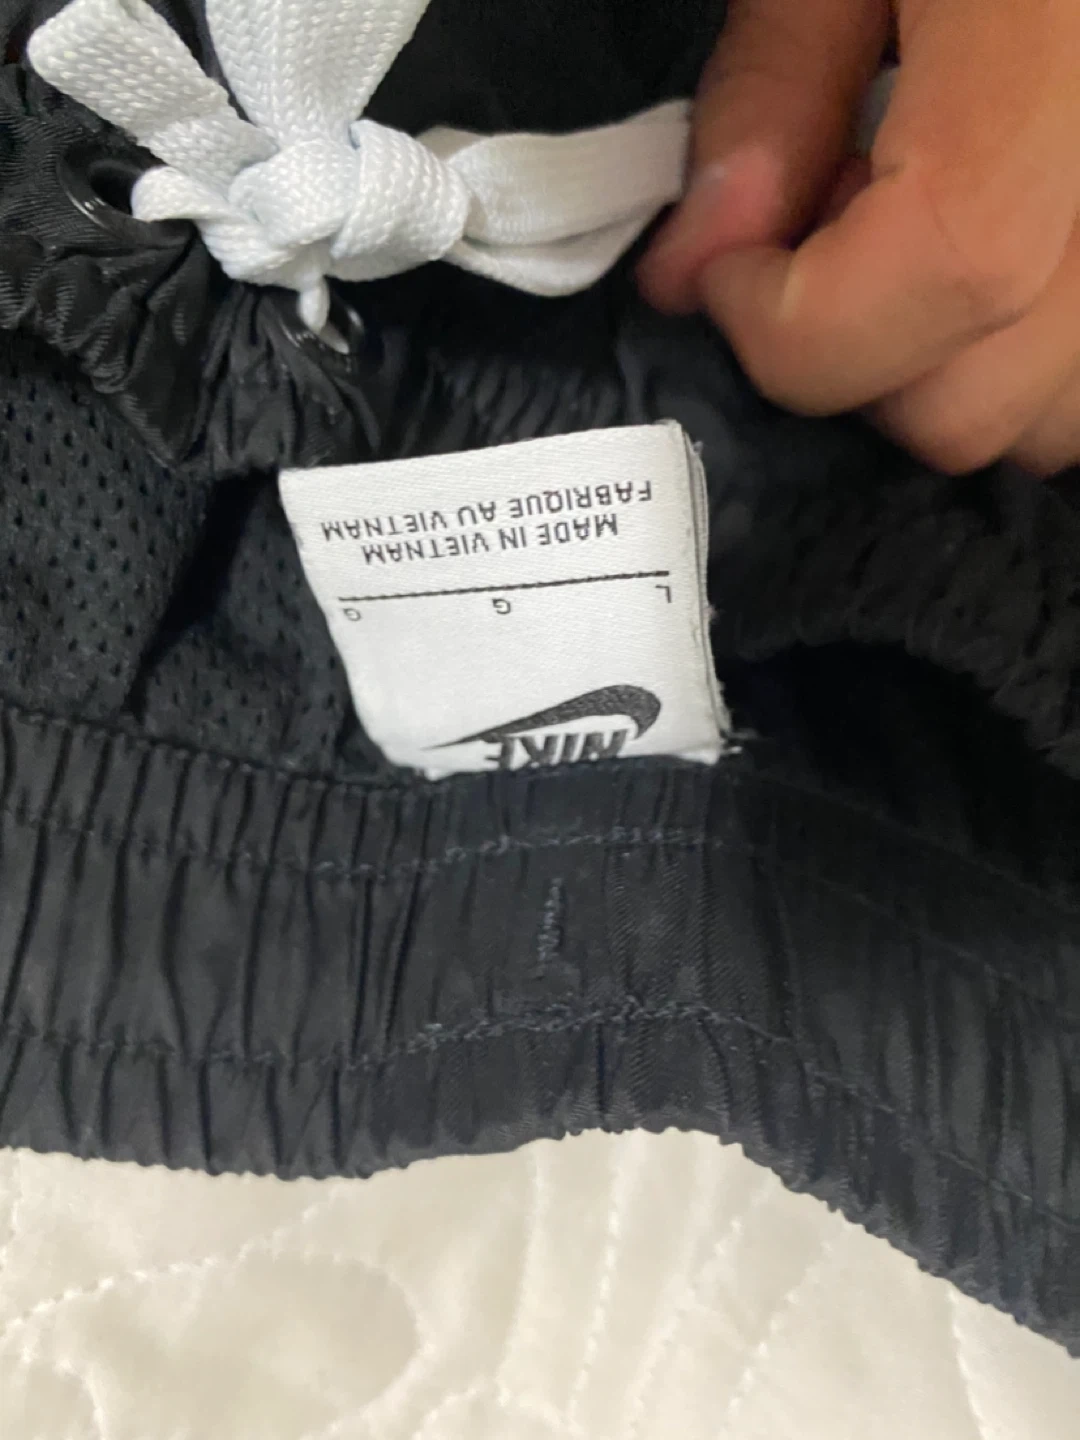 NIKE
L G G
MADE IN VIETNAM
FABRIQUE AU VIETNAM